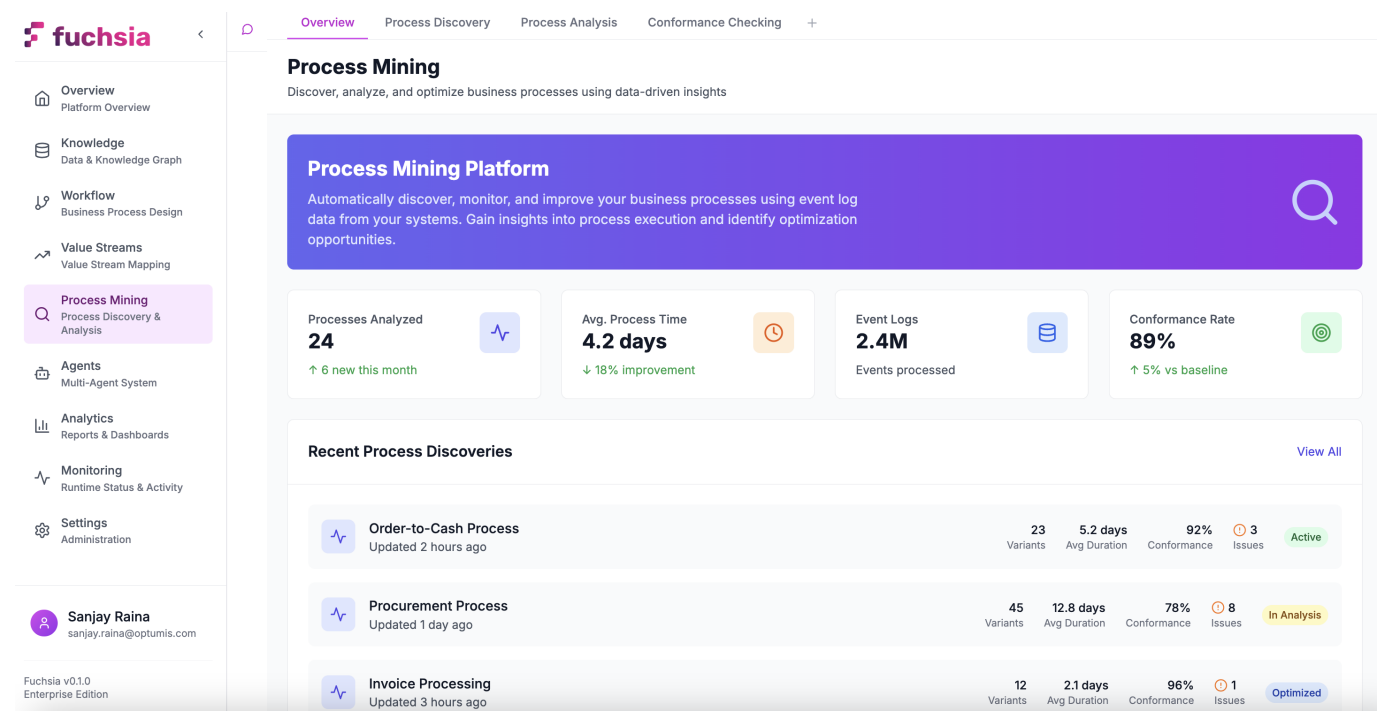 fuchsia
Overview
Platform Overview
Knowledge
Data & Knowledge Graph
Workflow
Business Process Design
Value Streams
Value Stream Mapping
Process Mining
Process Discovery &
Analysis
Agents
Multi-Agent System
Analytics
Reports & Dashboards
Monitoring
Runtime Status & Activity
Settings
Administration
Sanjay Raina
sanjay.raina@optumis.com
Fuchsia v0.1.0
Enterprise Edition
Overview Process Discovery Process Analysis Conformance Checking +
Process Mining
Discover, analyze, and optimize business processes using data-driven insights
Process Mining Platform
Automatically discover, monitor, and improve your business processes using event log
data from your systems. Gain insights into process execution and identify optimization
opportunities.
Processes Analyzed
24
↑ 6 new this month
Avg. Process Time
4.2 days
↓ 18% improvement
Event Logs
2.4M
Events processed
Conformance Rate
89%
↑ 5% vs baseline
Recent Process Discoveries View All
Order-to-Cash Process
Updated 2 hours ago
23 5.2 days 92% 3
Variants Avg Duration Conformance Issues
Active
Procurement Process
Updated 1 day ago
45 12.8 days 78% 8
Variants Avg Duration Conformance Issues
In Analysis
Invoice Processing
Updated 3 hours ago
12 2.1 days 96% 1
Variants Avg Duration Conformance Issues
Optimized